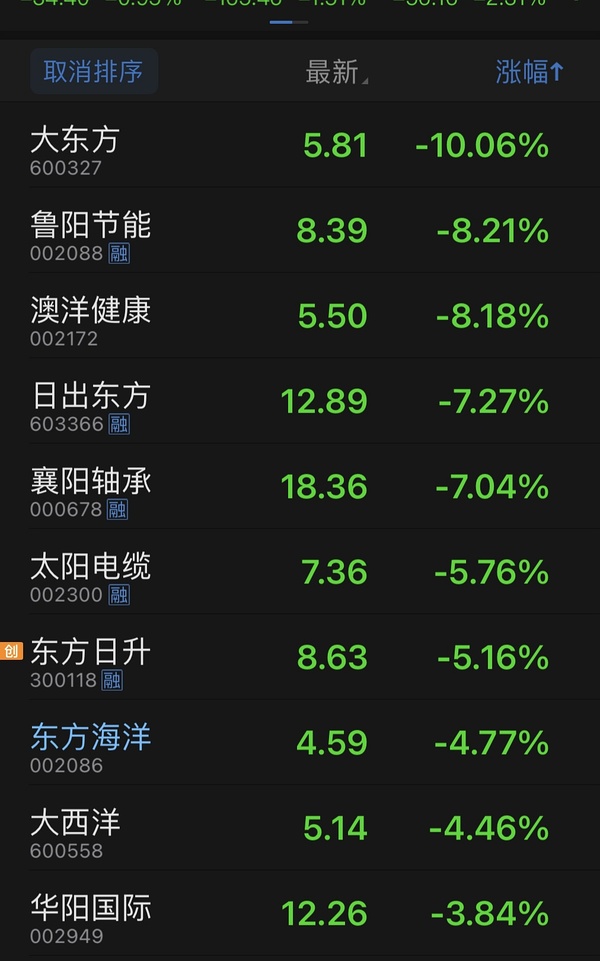 取消排序 最新 涨幅↑
大东方 5.81 -10.06%
600327
鲁阳节能 8.39 -8.21%
002088 融
澳洋健康 5.50 -8.18%
002172
日出东方 12.89 -7.27%
603366 融
襄阳轴承 18.36 -7.04%
000678 融
太阳电缆 7.36 -5.76%
002300 融
创 东方日升 8.63 -5.16%
300118 融
东方海洋 4.59 -4.77%
002086
大西洋 5.14 -4.46%
600558
华阳国际 12.26 -3.84%
002949